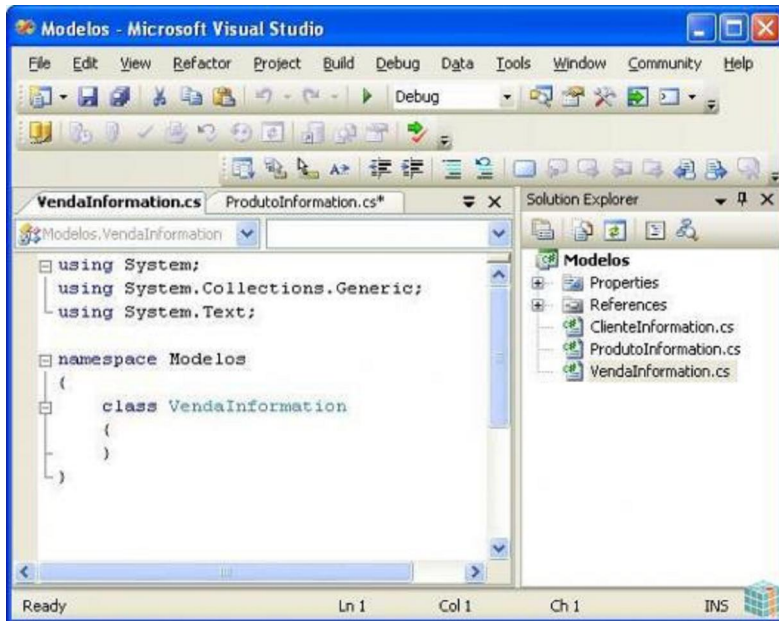 Modelos - Microsoft Visual Studio
File Edit View Refactor Project Build Debug Data Tools Window Community Help
Debug
VendaInformation.cs ProdutoInformation.cs* Solution Explorer
Modelos.VendaInformation
using System;
using System.Collections.Generic;
using System.Text;
namespace Modelos
{
class VendaInformation
{
}
}
Modelos
Properties
References
ClienteInformation.cs
ProdutoInformation.cs
VendaInformation.cs
Ready Ln 1 Col 1 Ch 1 INS